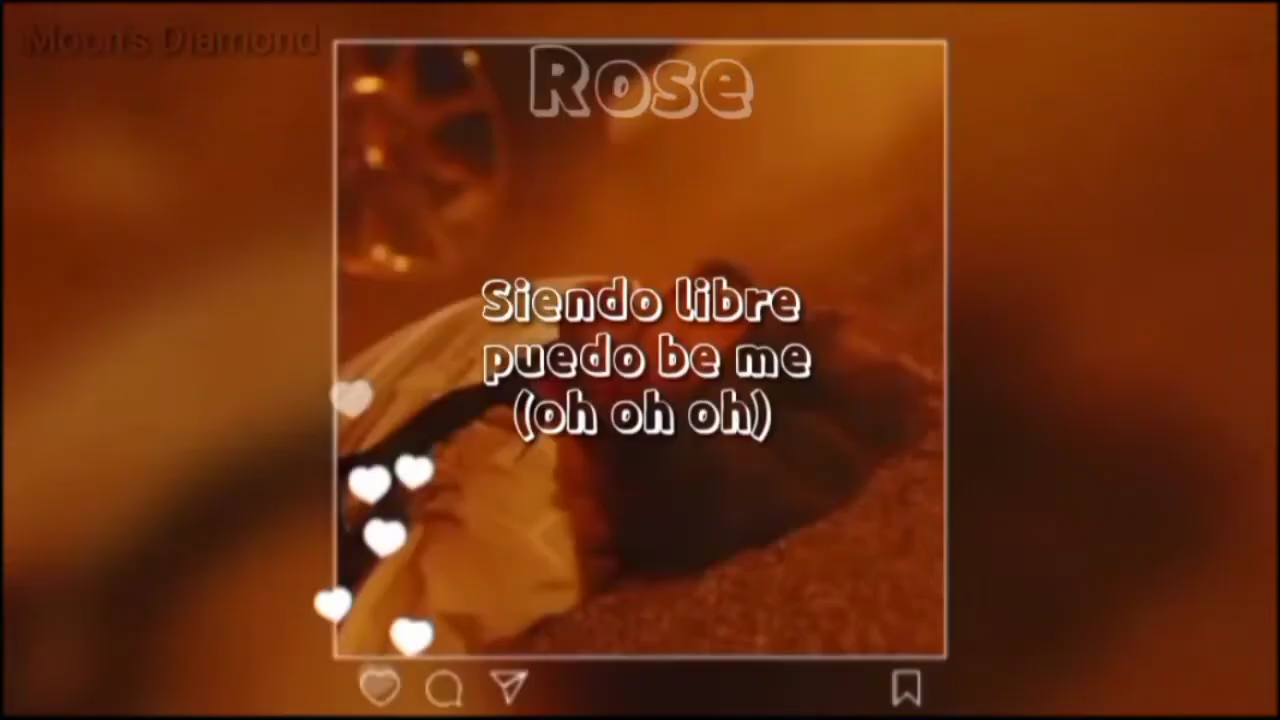 Moon's Diamond
Rose
Siendo libre
puedo be me
(oh oh oh)